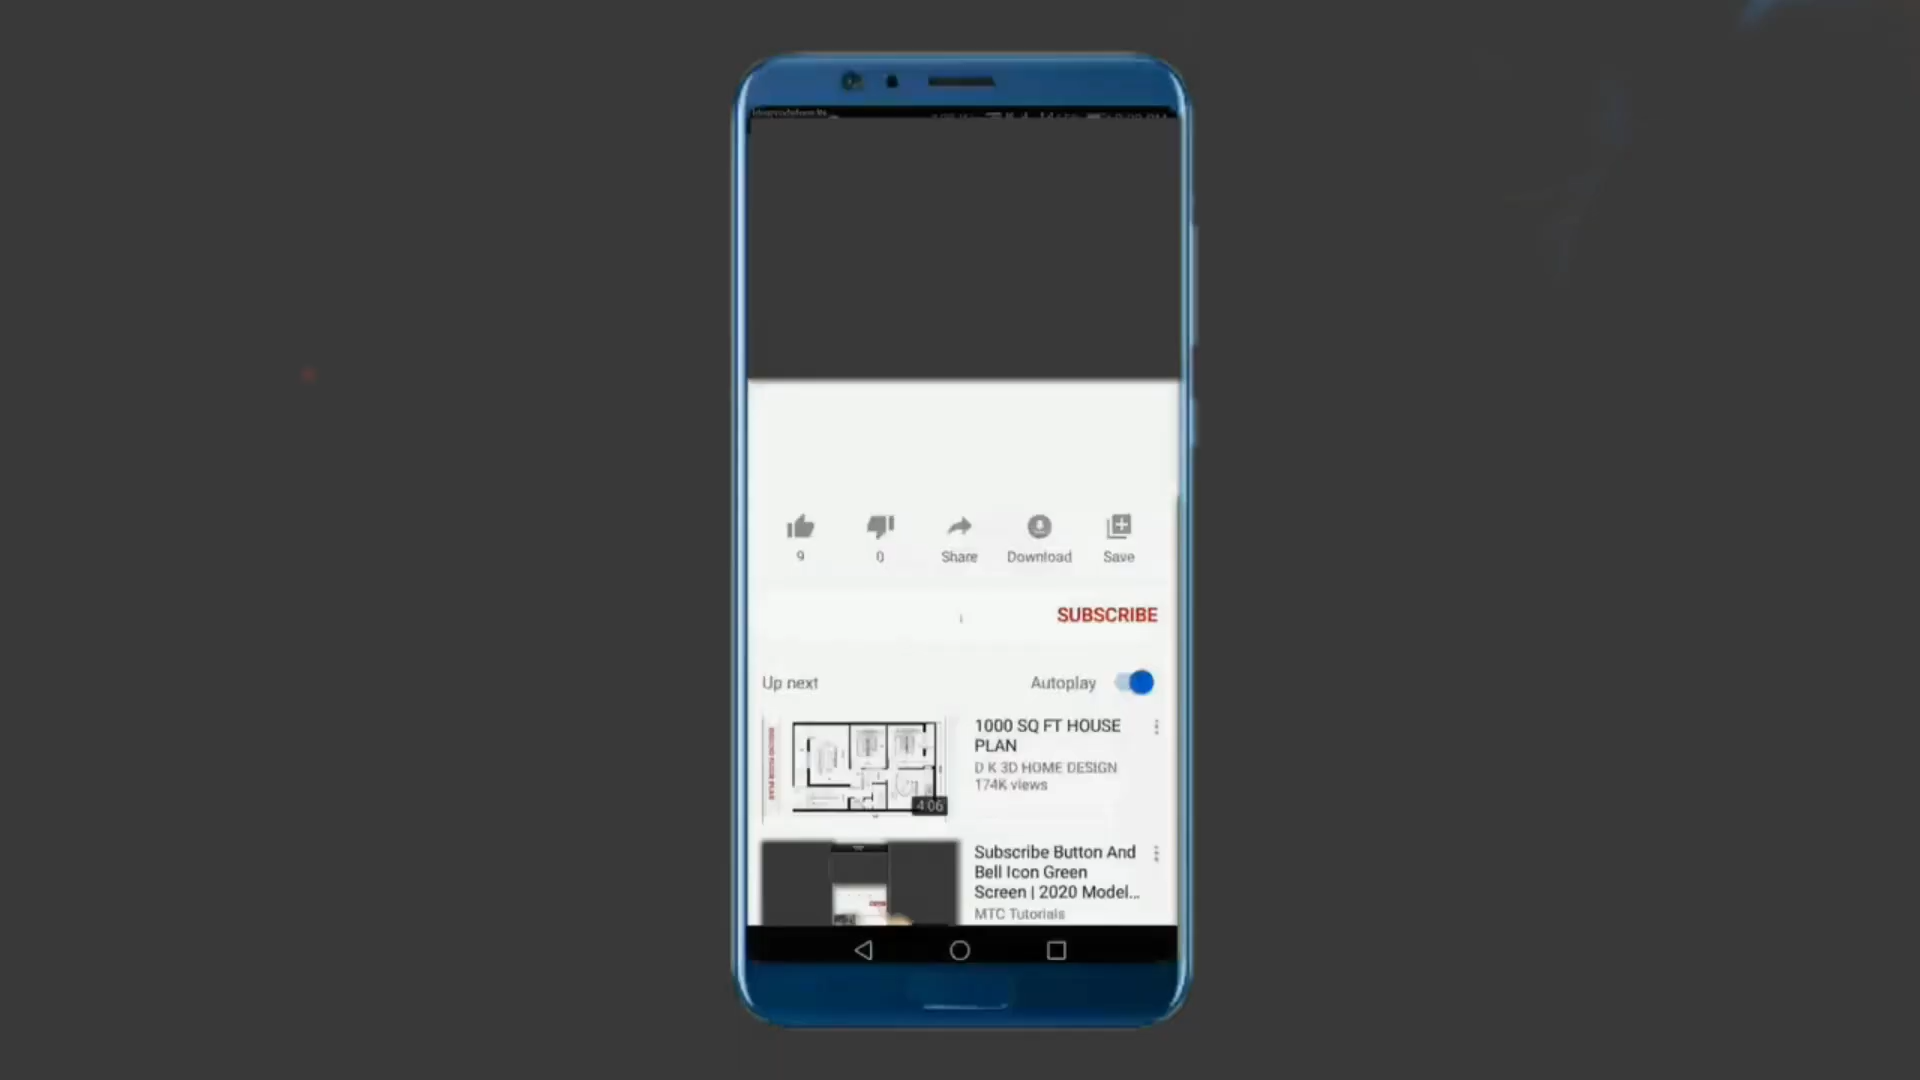 9
0
Share
Download
Save
SUBSCRIBE
Up next
Autoplay
1000 SQ FT HOUSE
PLAN
D K 3D HOME DESIGN
174K views
4:06
Subscribe Button And
Bell Icon Green
Screen | 2020 Model...
MTC Tutorials